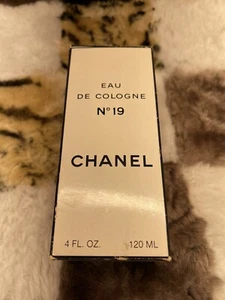 EAU
DE COLOGNE
N°19
CHANEL
4 FL. OZ. 120 ML